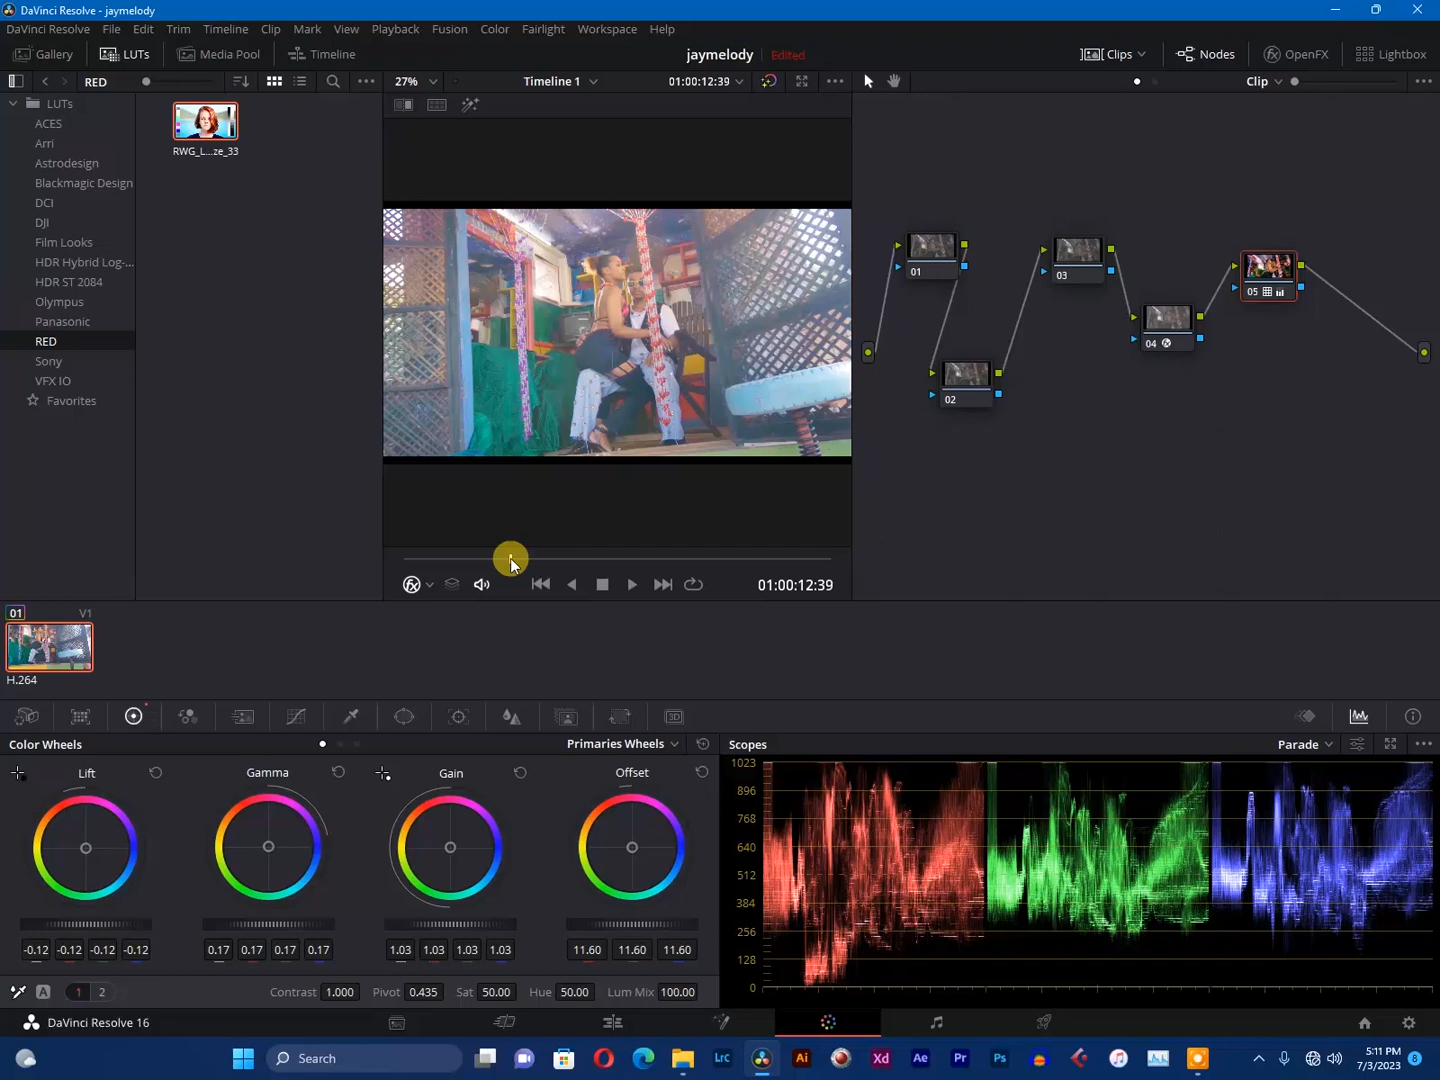 DaVinci Resolve - jaymelody
DaVinci Resolve File Edit Trim Timeline Clip Mark View Playback Fusion Color Fairlight Workspace Help
Gallery LUTs Media Pool Timeline jaymelody Edited Clips Nodes OpenFX Lightbox
RED 27% Timeline 1 01:00:12:39 Clip
LUTs
ACES
Arri
Astrodesign
Blackmagic Design
DCI
DJI
Film Looks
HDR Hybrid Log-...
HDR ST 2084
Olympus
Panasonic
RED
Sony
VFX IO
Favorites
RWG_L...ze_33
01
02
03
04
05
01:00:12:39
01 V1
H.264
Color Wheels Primaries Wheels Scopes Parade
Lift Gamma Gain Offset
-0.12 -0.12 -0.12 -0.12 0.17 0.17 0.17 0.17 1.03 1.03 1.03 1.03 11.60 11.60 11.60
A 1 2 Contrast 1.000 Pivot 0.435 Sat 50.00 Hue 50.00 Lum Mix 100.00
1023
896
768
640
512
384
256
128
0
DaVinci Resolve 16
Search Lrc Ai Xd Ae Pr Ps 5:11 PM
7/3/2023 8